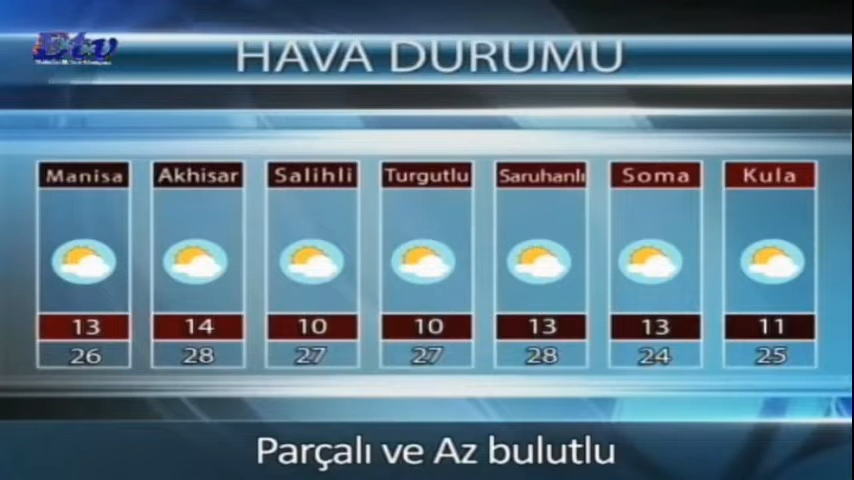 Etv
HAVA DURUMU
Manisa Akhisar Salihli Turgutlu Saruhanlı Soma Kula
13 14 10 10 13 13 11
26 28 27 27 28 24 25
Parçalı ve Az bulutlu